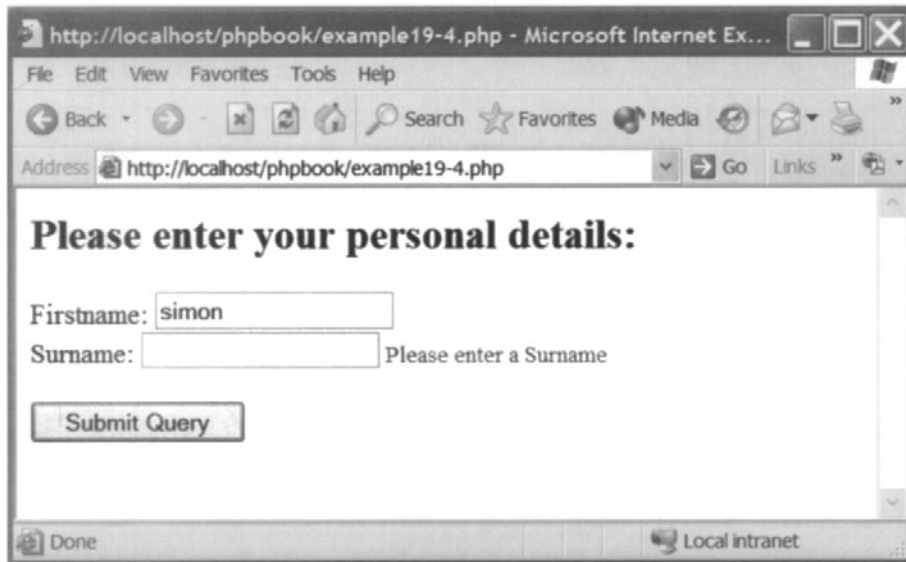 http://localhost/phpbook/example19-4.php - Microsoft Internet Ex...
File Edit View Favorites Tools Help
Back Search Favorites Media »
Address http://localhost/phpbook/example19-4.php Go Links »
Please enter your personal details:
Firstname: simon
Surname: Please enter a Surname
Submit Query
Done Local intranet